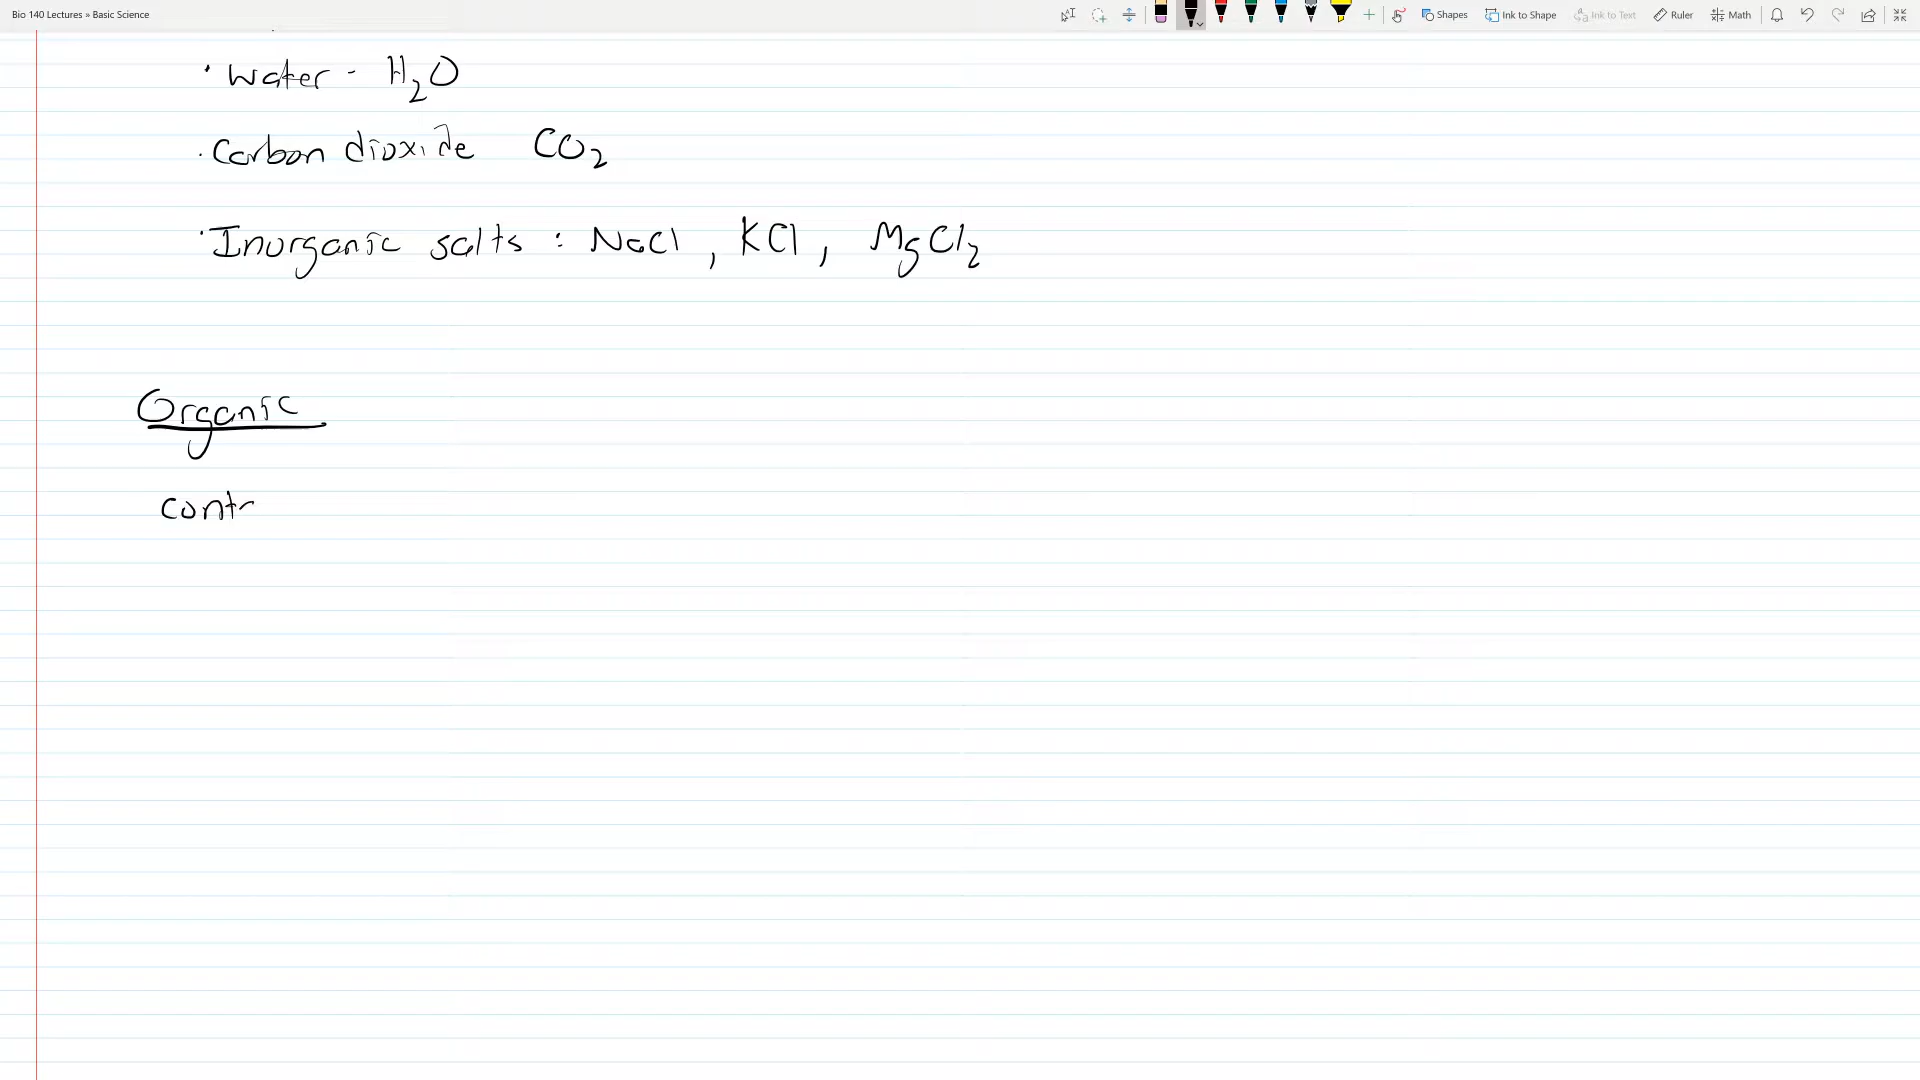 Bio 140 Lectures » Basic Science
Shapes Ink to Shape Ink to Text Ruler Math
· Water - H₂O
· Carbon dioxide CO₂
· Inorganic salts : NaCl , KCl , MgCl₂
Organic
contr